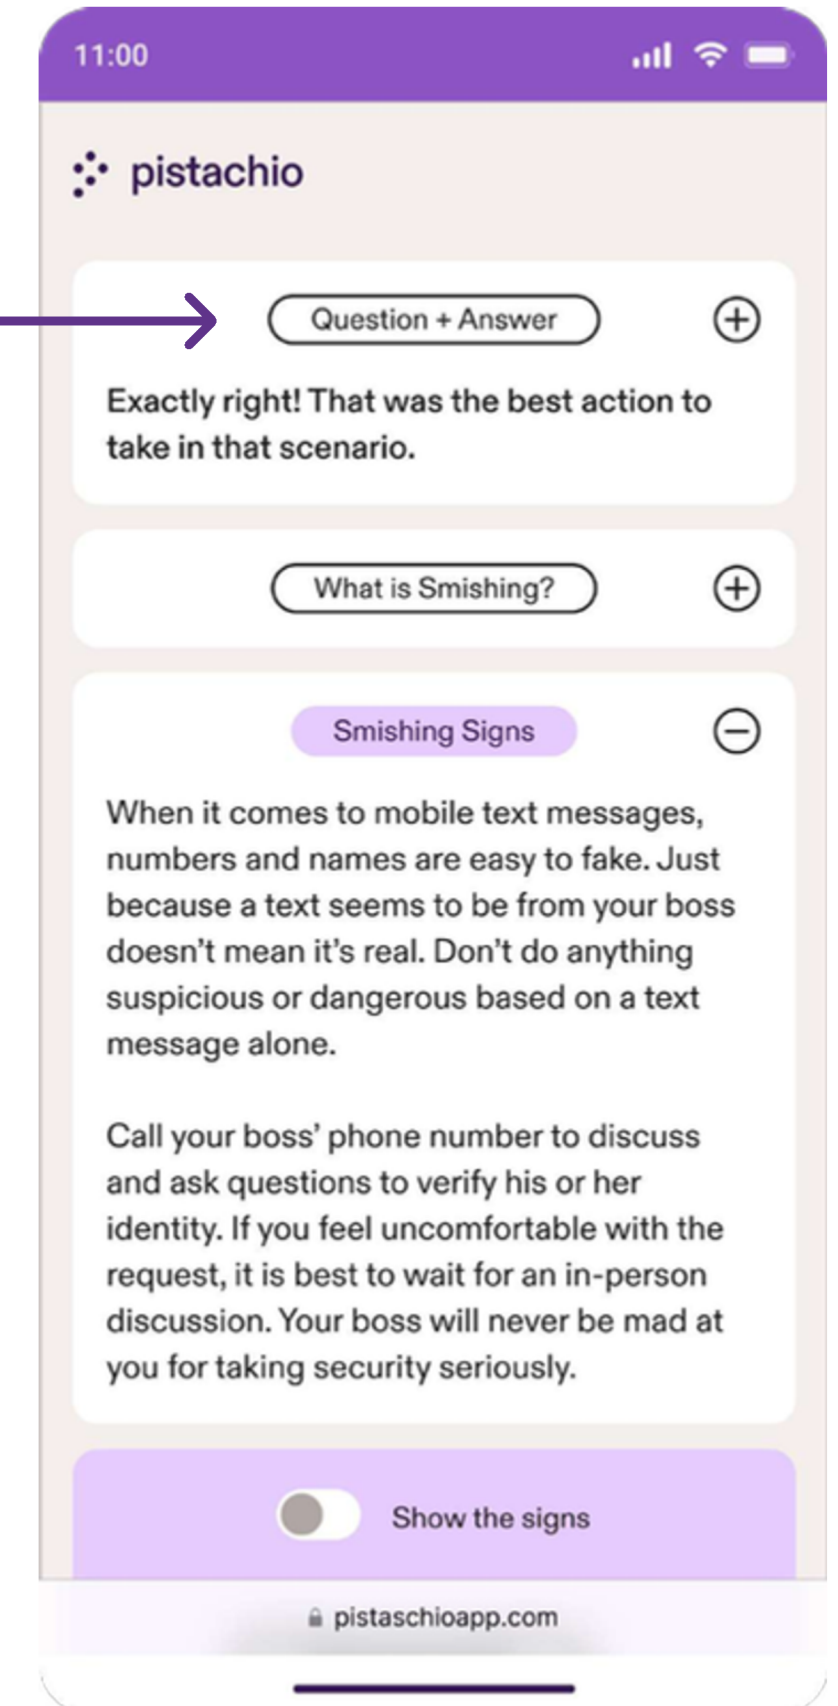 11:00
pistachio
Question + Answer
Exactly right! That was the best action to
take in that scenario.
What is Smishing?
Smishing Signs
When it comes to mobile text messages,
numbers and names are easy to fake. Just
because a text seems to be from your boss
doesn't mean it's real. Don't do anything
suspicious or dangerous based on a text
message alone.
Call your boss' phone number to discuss
and ask questions to verify his or her
identity. If you feel uncomfortable with the
request, it is best to wait for an in-person
discussion. Your boss will never be mad at
you for taking security seriously.
Show the signs
pistaschioapp.com